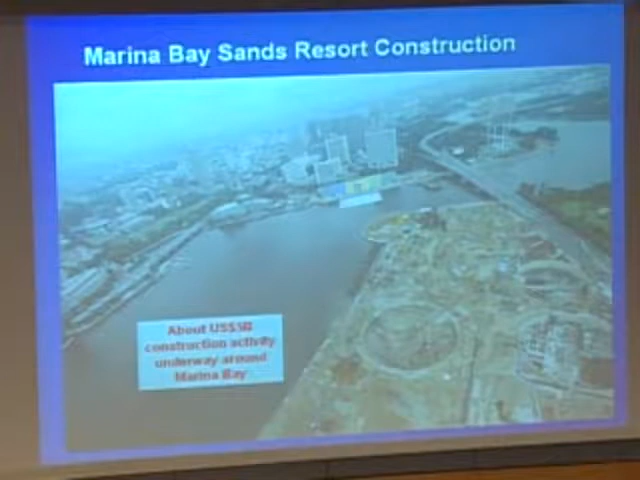 Marina Bay Sands Resort Construction
About US$5B
construction activity
underway around
Marina Bay